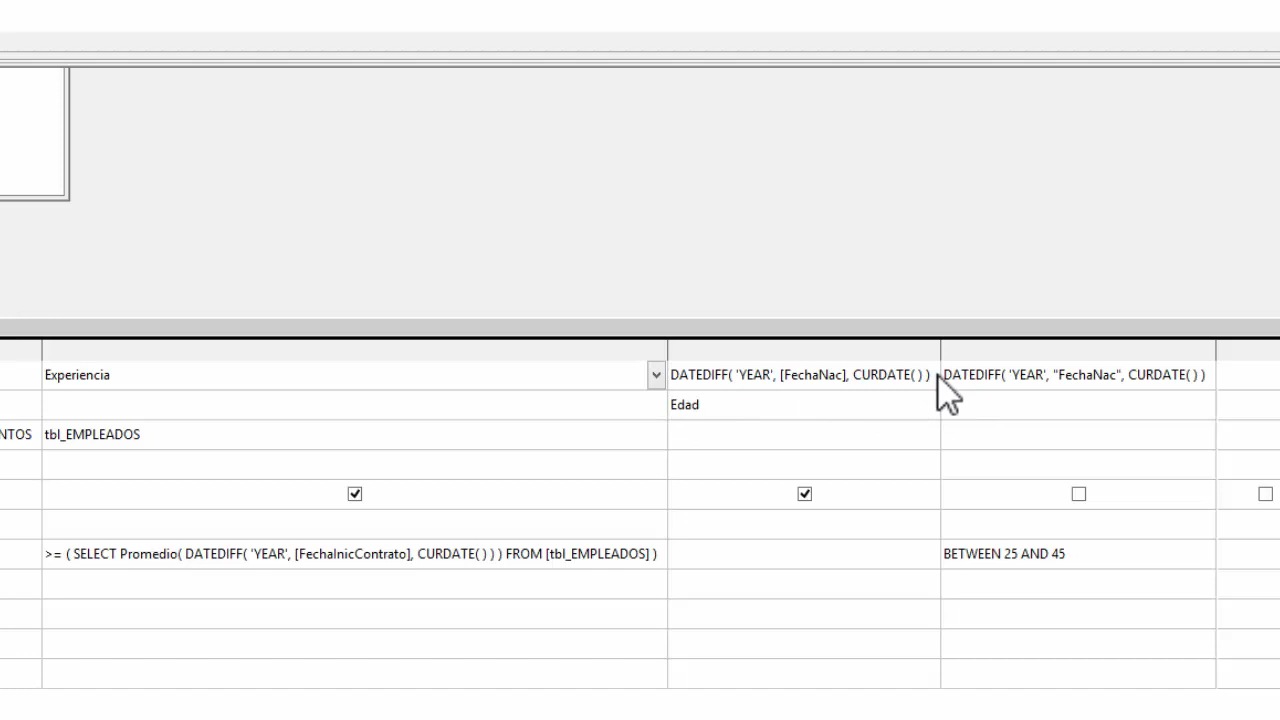 Experiencia DATEDIFF( 'YEAR', [FechaNac], CURDATE( ) ) DATEDIFF( 'YEAR', "FechaNac", CURDATE( ) )
Edad
NTOS tbl_EMPLEADOS
>= ( SELECT Promedio( DATEDIFF( 'YEAR', [FechaInicContrato], CURDATE( ) ) ) FROM [tbl_EMPLEADOS] ) BETWEEN 25 AND 45